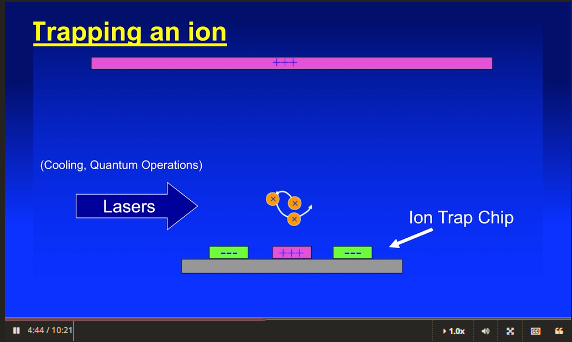 Trapping an ion
+++
(Cooling, Quantum Operations)
Lasers
Ion Trap Chip
--- +++ ---
4:44 / 10:21
1.0x